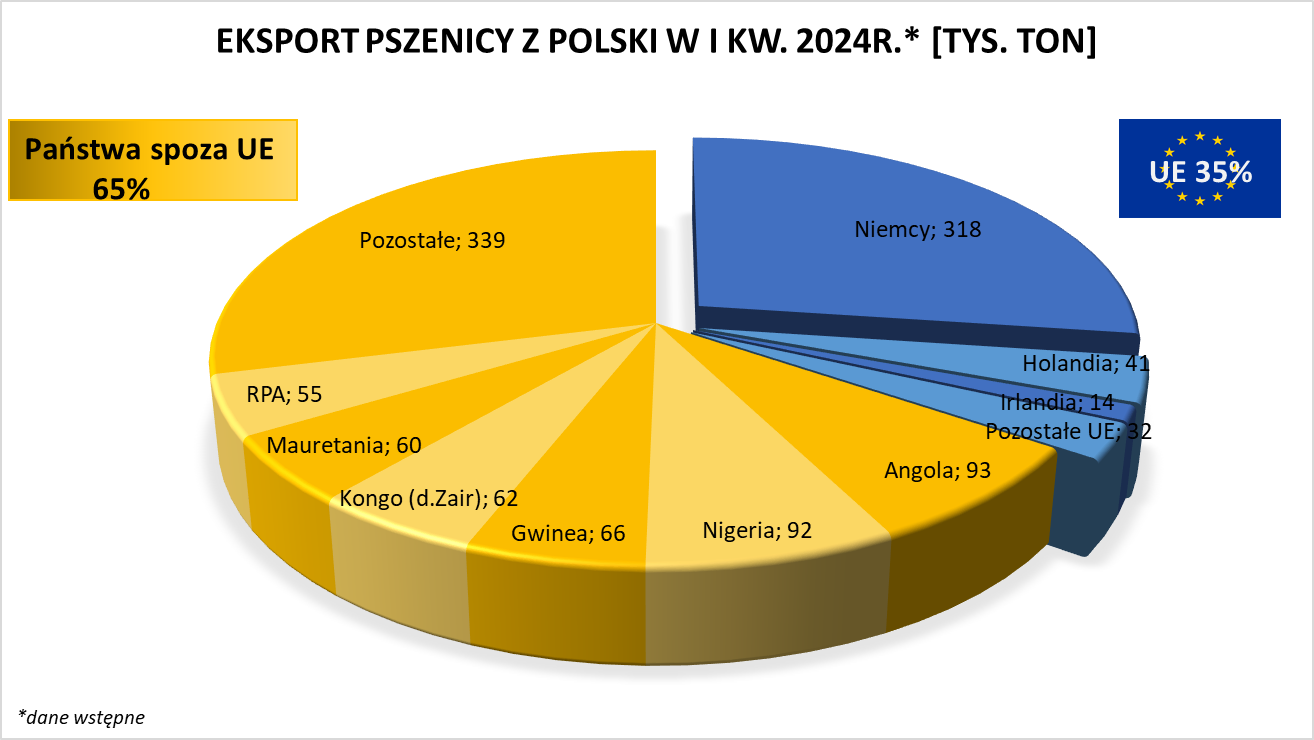 EKSPORT PSZENICY Z POLSKI W I KW. 2024R.* [TYS. TON]
Państwa spoza UE
65%
UE 35%
Niemcy; 318
Pozostałe; 339
Holandia; 41
RPA; 55
Irlandia; 14
Pozostałe UE; 32
Mauretania; 60
Angola; 93
Kongo (d.Zair); 62
Gwinea; 66
Nigeria; 92
*dane wstępne